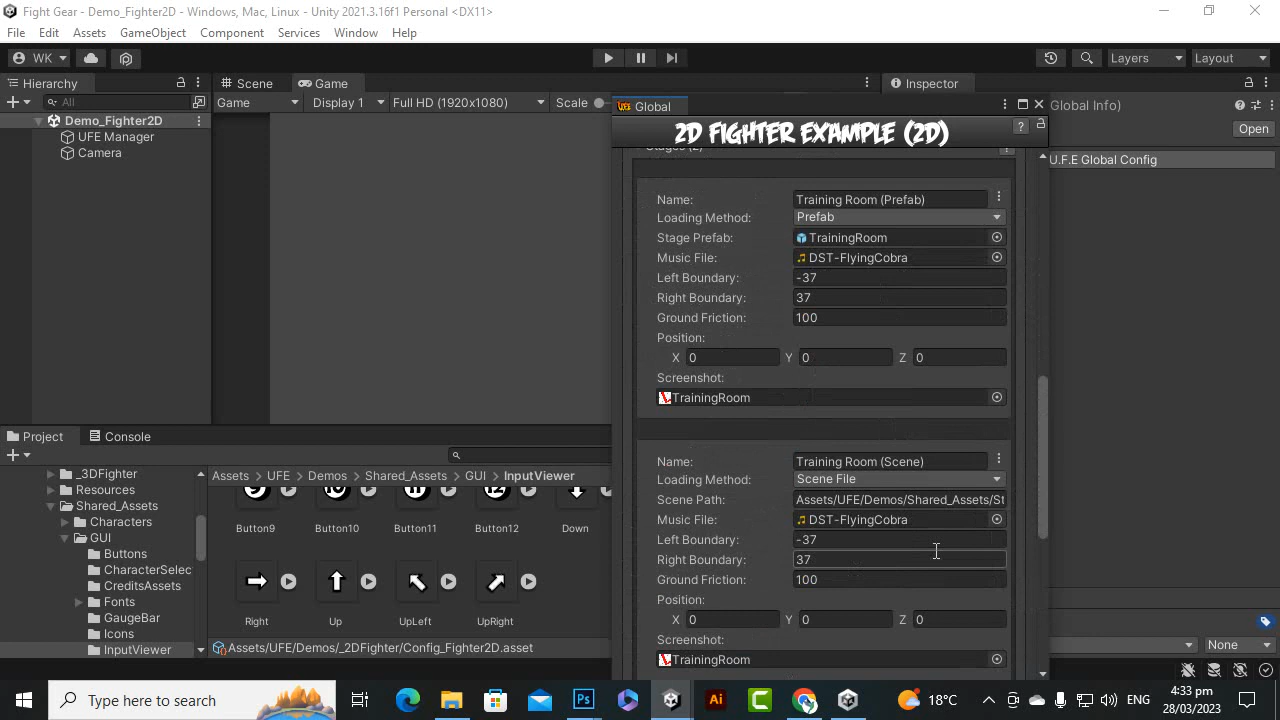 Fight Gear - Demo_Fighter2D - Windows, Mac, Linux - Unity 2021.3.16f1 Personal <DX11>
File Edit Assets GameObject Component Services Window Help
WK Layers Layout
Hierarchy Scene Game Inspector
All Game Display 1 Full HD (1920x1080) Scale Global Global Info)
Demo_Fighter2D
UFE Manager
Camera
2D FIGHTER EXAMPLE (2D) ? Open
U.F.E Global Config
Name: Training Room (Prefab)
Loading Method: Prefab
Stage Prefab: TrainingRoom
Music File: DST-FlyingCobra
Left Boundary: -37
Right Boundary: 37
Ground Friction: 100
Position:
X 0 Y 0 Z 0
Screenshot:
TrainingRoom
Name: Training Room (Scene)
Loading Method: Scene File
Scene Path: Assets/UFE/Demos/Shared_Assets/St
Music File: DST-FlyingCobra
Left Boundary: -37
Right Boundary: 37
Ground Friction: 100
Position:
X 0 Y 0 Z 0
Screenshot:
TrainingRoom
None
Project Console
_3DFighter
Resources
Shared_Assets
Characters
GUI
Buttons
CharacterSelec
CreditsAssets
Fonts
GaugeBar
Icons
InputViewer
Assets > UFE > Demos > Shared_Assets > GUI > InputViewer
Button9 Button10 Button11 Button12 Down
Right Up UpLeft UpRight
Assets/UFE/Demos/_2DFighter/Config_Fighter2D.asset
Type here to search Ps Ai C 18°C ENG 4:33 pm
28/03/2023